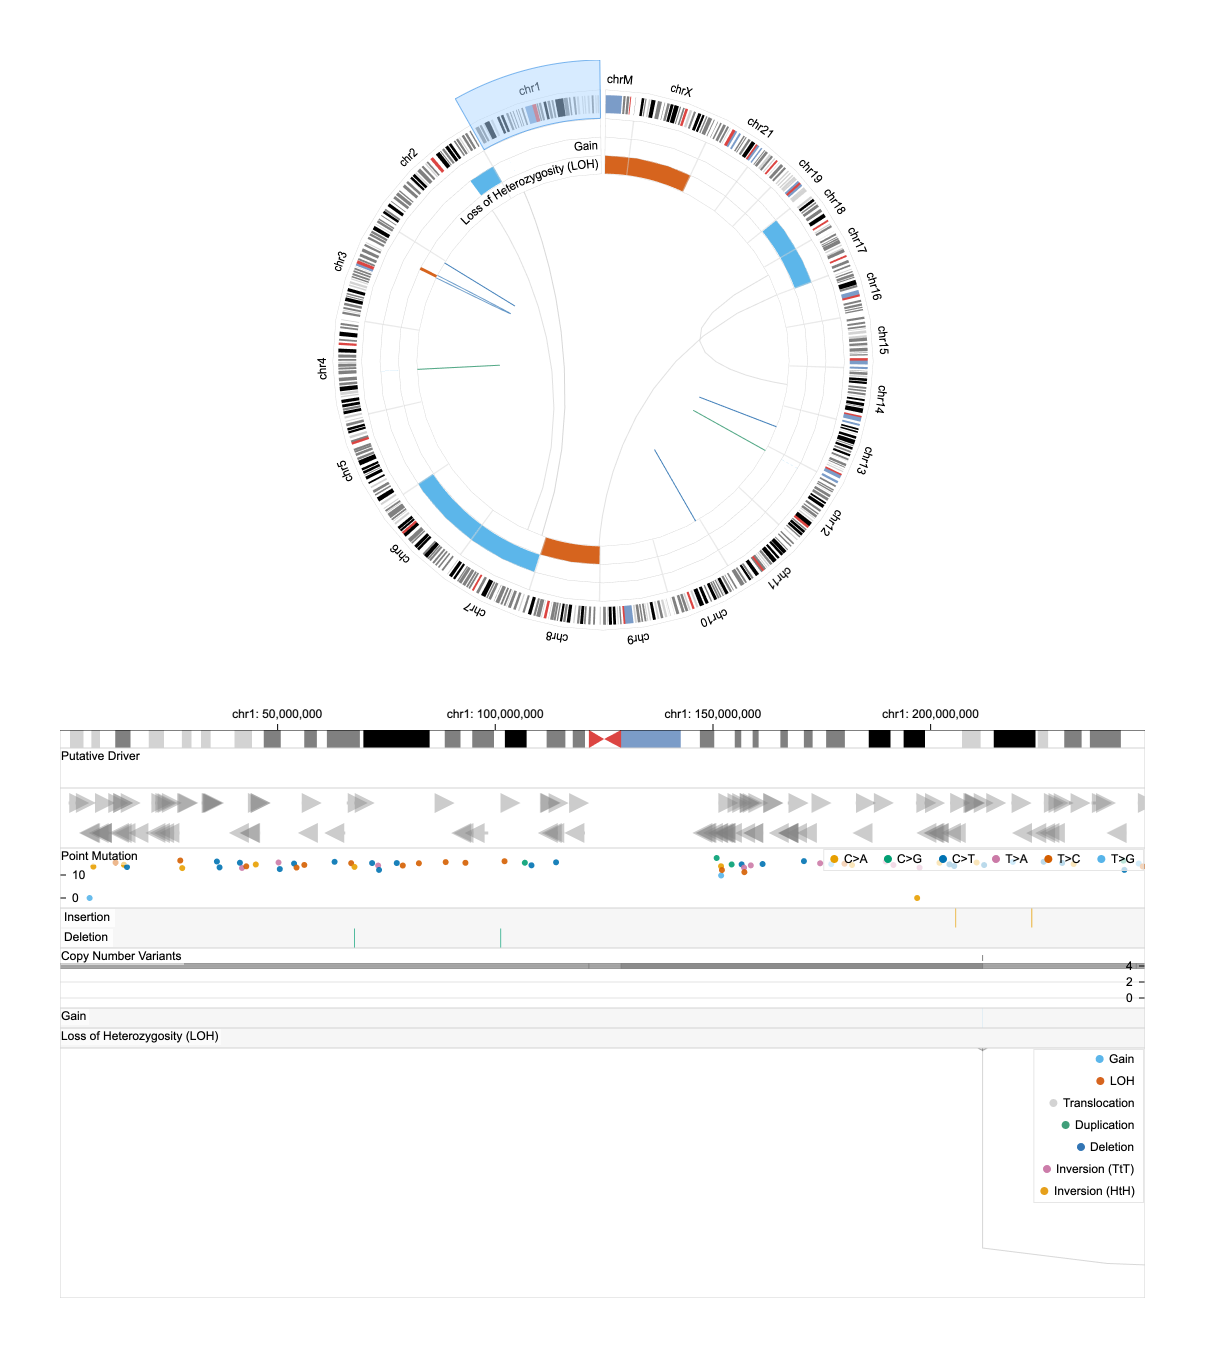 chr1
chrM
chrX
chr21
chr19
chr18
chr17
chr16
chr15
chr14
chr13
chr12
chr11
chr10
chr9
chr8
chr7
chr6
chr5
chr4
chr3
chr2
Gain
Loss of Heterozygosity (LOH)
chr1: 50,000,000 chr1: 100,000,000 chr1: 150,000,000 chr1: 200,000,000
Putative Driver
Point Mutation
C>A C>G C>T T>A T>C T>G
10
0
Insertion
Deletion
Copy Number Variants
4
2
0
Gain
Loss of Heterozygosity (LOH)
Gain
LOH
Translocation
Duplication
Deletion
Inversion (TtT)
Inversion (HtH)